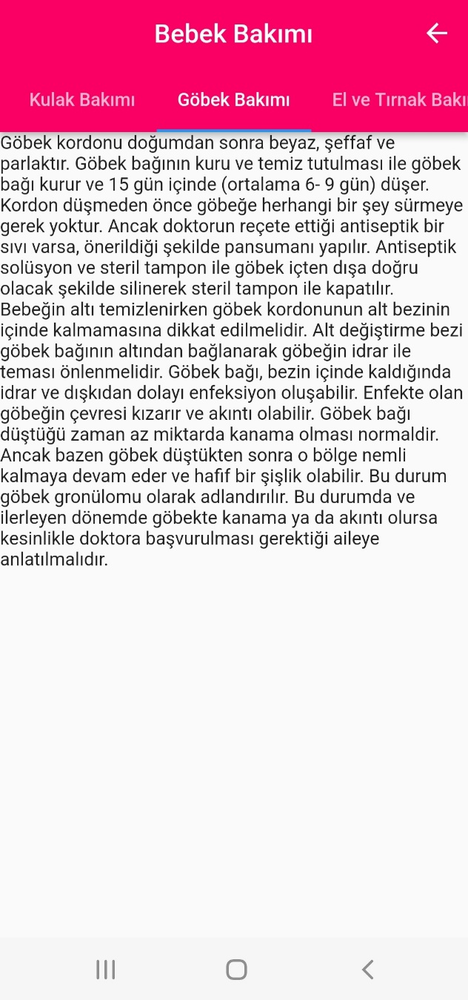 Bebek Bakımı
Kulak Bakımı Göbek Bakımı El ve Tırnak Bakı
Göbek kordonu doğumdan sonra beyaz, şeffaf ve
parlaktır. Göbek bağının kuru ve temiz tutulması ile göbek
bağı kurur ve 15 gün içinde (ortalama 6- 9 gün) düşer.
Kordon düşmeden önce göbeğe herhangi bir şey sürmeye
gerek yoktur. Ancak doktorun reçete ettiği antiseptik bir
sıvı varsa, önerildiği şekilde pansumanı yapılır. Antiseptik
solüsyon ve steril tampon ile göbek içten dışa doğru
olacak şekilde silinerek steril tampon ile kapatılır.
Bebeğin altı temizlenirken göbek kordonunun alt bezinin
içinde kalmamasına dikkat edilmelidir. Alt değiştirme bezi
göbek bağının altından bağlanarak göbeğin idrar ile
teması önlenmelidir. Göbek bağı, bezin içinde kaldığında
idrar ve dışkıdan dolayı enfeksiyon oluşabilir. Enfekte olan
göbeğin çevresi kızarır ve akıntı olabilir. Göbek bağı
düştüğü zaman az miktarda kanama olması normaldir.
Ancak bazen göbek düştükten sonra o bölge nemli
kalmaya devam eder ve hafif bir şişlik olabilir. Bu durum
göbek gronülomu olarak adlandırılır. Bu durumda ve
ilerleyen dönemde göbekte kanama ya da akıntı olursa
kesinlikle doktora başvurulması gerektiği aileye
anlatılmalıdır.